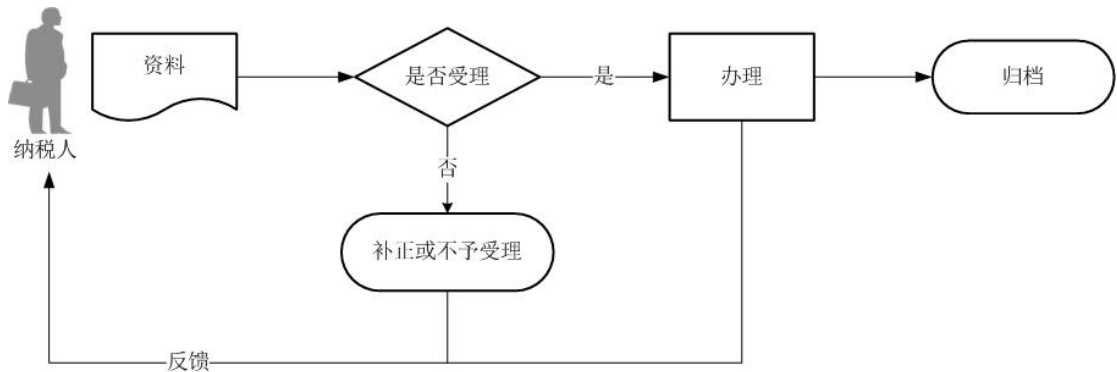 资料
是否受理
是
办理
归档
纳税人
否
补正或不予受理
反馈